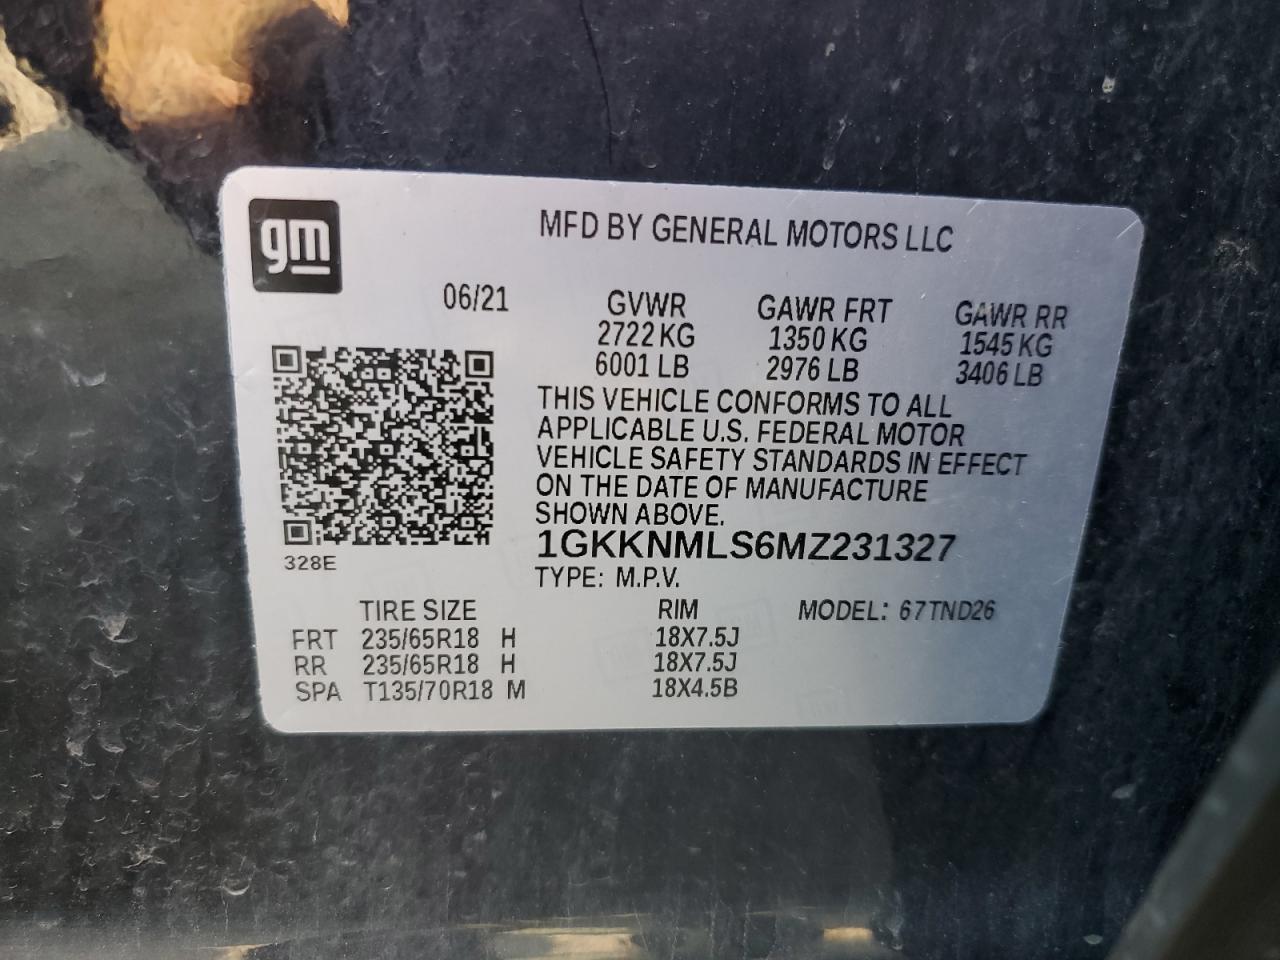 gm
MFD BY GENERAL MOTORS LLC
06/21 GVWR GAWR FRT GAWR RR
2722 KG 1350 KG 1545 KG
6001 LB 2976 LB 3406 LB
THIS VEHICLE CONFORMS TO ALL
APPLICABLE U.S. FEDERAL MOTOR
VEHICLE SAFETY STANDARDS IN EFFECT
ON THE DATE OF MANUFACTURE
SHOWN ABOVE.
1GKKNMLS6MZ231327
328E
TYPE: M.P.V.
TIRE SIZE RIM MODEL: 67TND26
FRT 235/65R18 H 18X7.5J
RR 235/65R18 H 18X7.5J
SPA T135/70R18 M 18X4.5B